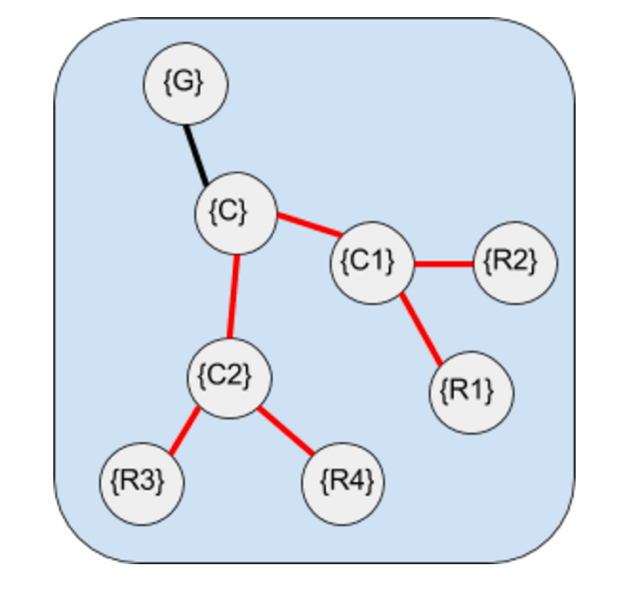 {G}
{C}
{C1}
{R2}
{C2}
{R1}
{R3}
{R4}